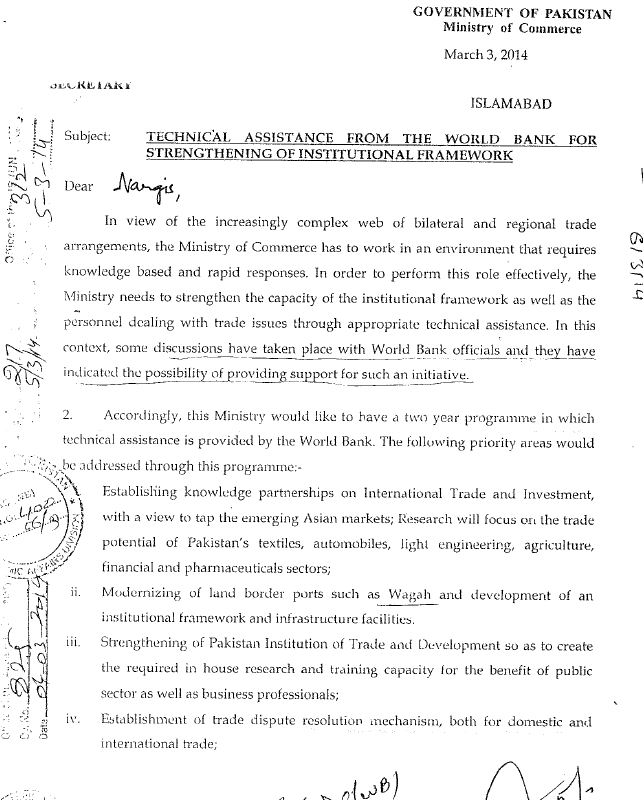 GOVERNMENT OF PAKISTAN
Ministry of Commerce
March 3, 2014
SECRETARY
ISLAMABAD
Subject: TECHNICAL ASSISTANCE FROM THE WORLD BANK FOR
STRENGTHENING OF INSTITUTIONAL FRAMEWORK
Dear Nargis,
In view of the increasingly complex web of bilateral and regional trade
arrangements, the Ministry of Commerce has to work in an environment that requires
knowledge based and rapid responses. In order to perform this role effectively, the
Ministry needs to strengthen the capacity of the institutional framework as well as the
personnel dealing with trade issues through appropriate technical assistance. In this
context, some discussions have taken place with World Bank officials and they have
indicated the possibility of providing support for such an initiative.
2. Accordingly, this Ministry would like to have a two year programme in which
technical assistance is provided by the World Bank. The following priority areas would
be addressed through this programme:-
Establishing knowledge partnerships on International Trade and Investment,
with a view to tap the emerging Asian markets; Research will focus on the trade
potential of Pakistan's textiles, automobiles, light engineering, agriculture,
financial and pharmaceuticals sectors;
ii. Modernizing of land border ports such as Wagah and development of an
institutional framework and infrastructure facilities.
iii. Strengthening of Pakistan Institution of Trade and Development so as to create
the required in house research and training capacity for the benefit of public
sector as well as business professionals;
iv. Establishment of trade dispute resolution mechanism, both for domestic and
international trade;
312
5-3-14
817
5/3/14
8/3/14
AFFAIRS DIVISION
825
Date 04-03-2014
(WB)